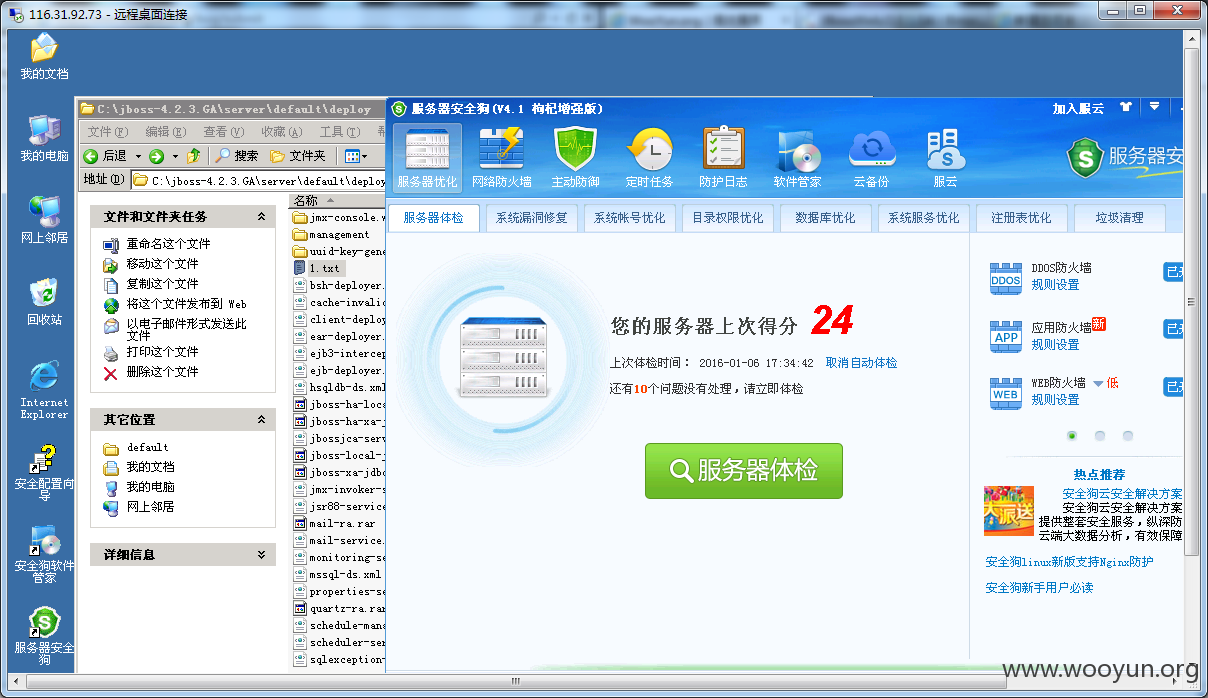 116.31.92.73 - 远程桌面连接
我的文档
我的电脑
网上邻居
回收站
Internet
Explorer
安全配置向
导
安全狗软件
管家
服务器安全
狗
C:\jboss-4.2.3.GA\server\default\deploy
文件(F) 编辑(E) 查看(V) 收藏(A) 工具(T)
后退 搜索 文件夹
地址(D) C:\jboss-4.2.3.GA\server\default\deploy
文件和文件夹任务
重命名这个文件
移动这个文件
复制这个文件
将这个文件发布到 Web
以电子邮件形式发送此
文件
打印这个文件
删除这个文件
其它位置
default
我的文档
我的电脑
网上邻居
详细信息
名称
jmx-console.w
management
uuid-key-gene
1.txt
bsh-deployer.
cache-invalic
client-deploy
ear-deployer.
ejb3-intercep
ejb-deployer.
hsqldb-ds.xml
jboss-ha-loca
jboss-ha-xa-j
jbossjca-serv
jboss-local-j
jboss-xa-jdbc
jmx-invoker-s
jsr88-service
mail-ra.rar
mail-service.
monitoring-se
mssql-ds.xml
properties-se
quartz-ra.rar
schedule-mana
scheduler-ser
sqlexception-
服务器安全狗(V4.1 枸杞增强版)
加入服云
服务器优化 网络防火墙 主动防御 定时任务 防护日志 软件管家 云备份 服云
服务器安
服务器体检 系统漏洞修复 系统帐号优化 目录权限优化 数据库优化 系统服务优化 注册表优化 垃圾清理
您的服务器上次得分 24
上次体检时间： 2016-01-06 17:34:42 取消自动体检
还有10个问题没有处理，请立即体检
服务器体检
DDOS
DDOS防火墙
规则设置
已
APP
应用防火墙 新
规则设置
已
WEB
WEB防火墙 低
规则设置
已
热点推荐
大派送
安全狗云安全解决方案
安全狗云安全解决方案
提供整套安全服务，纵深防
云端大数据分析，有效保障
安全狗linux新版支持Nginx防护
安全狗新手用户必读
www.wooyun.org